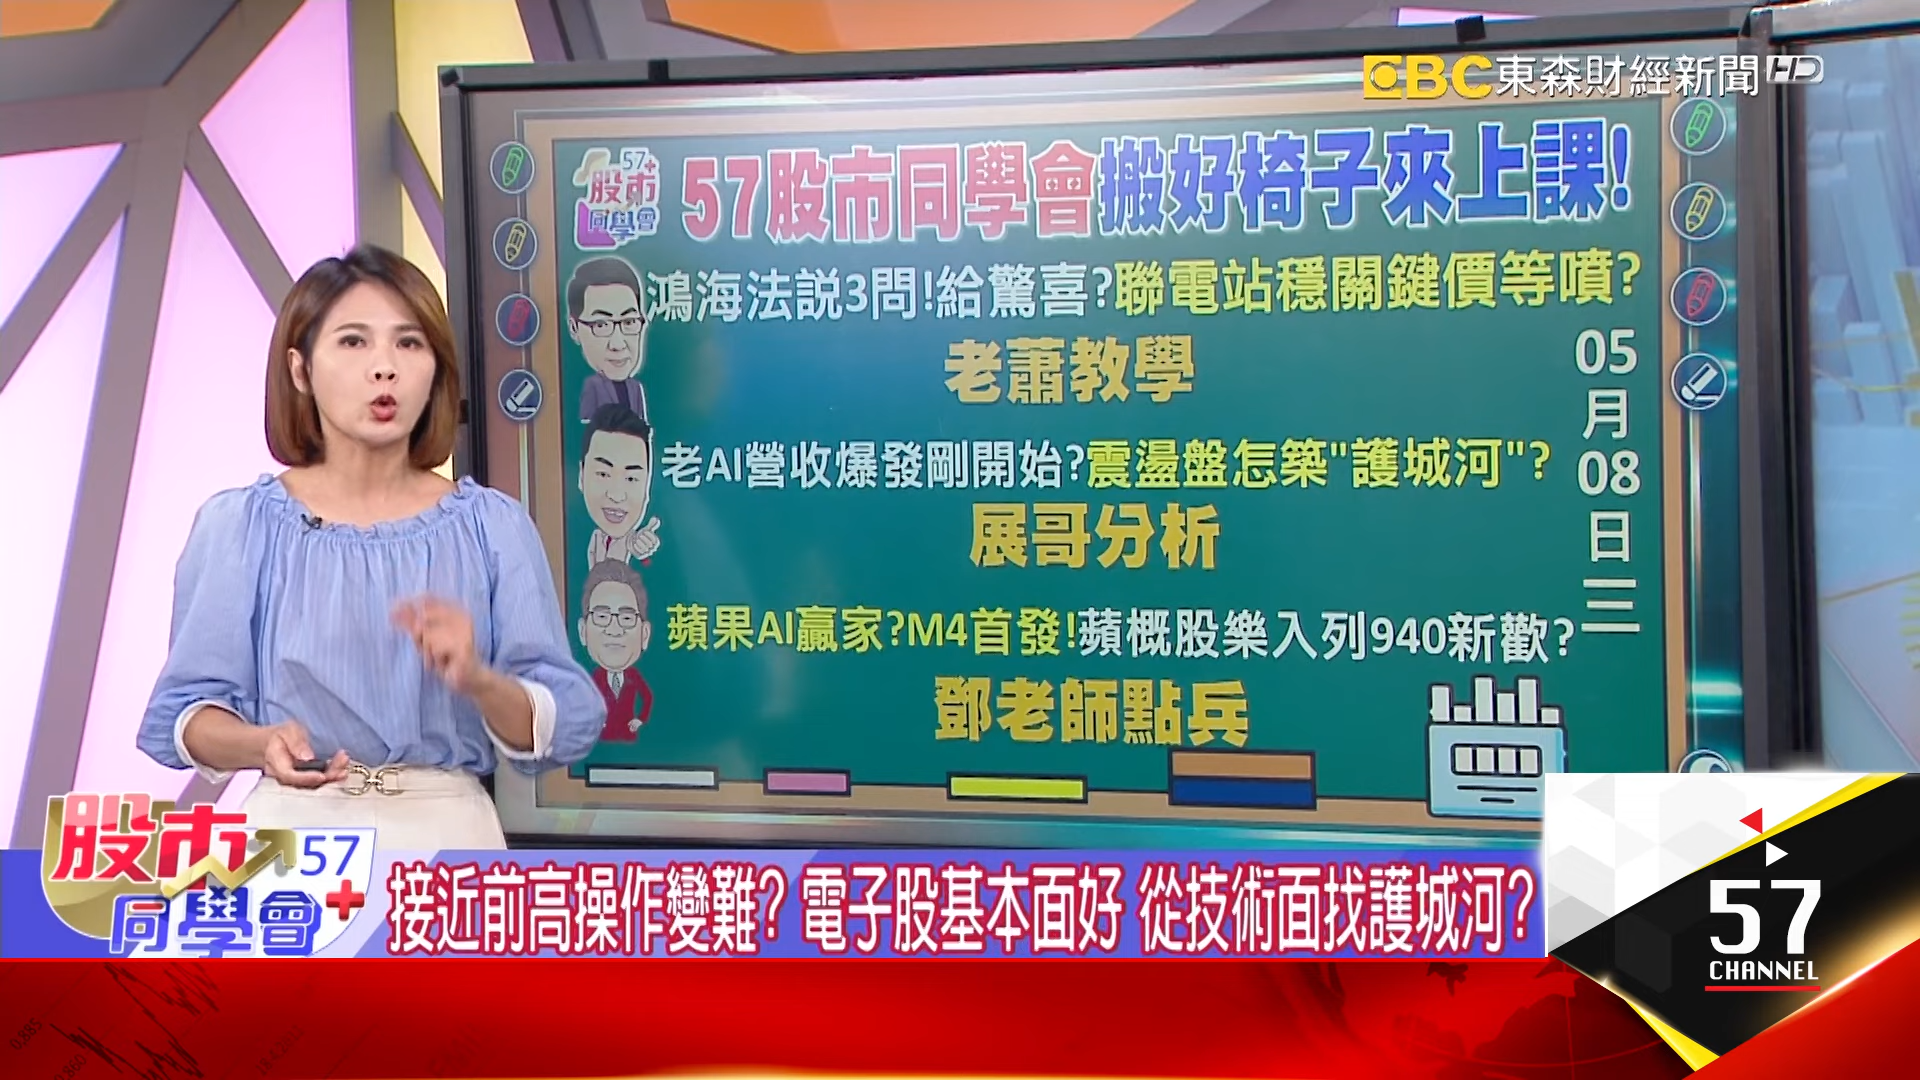 EBC東森財經新聞HD
57+
股市
同學會
57股市同學會搬好椅子來上課!
鴻海法說3問!給驚喜?聯電站穩關鍵價等噴?
老蕭教學
老AI營收爆發剛開始?震盪盤怎築"護城河"?
展哥分析
蘋果AI贏家?M4首發!蘋概股樂入列940新歡?
鄧老師點兵
05
月
08
日
三
股市57
同學會+
接近前高操作變難? 電子股基本面好 從技術面找護城河?
57
CHANNEL
0.885
0.860